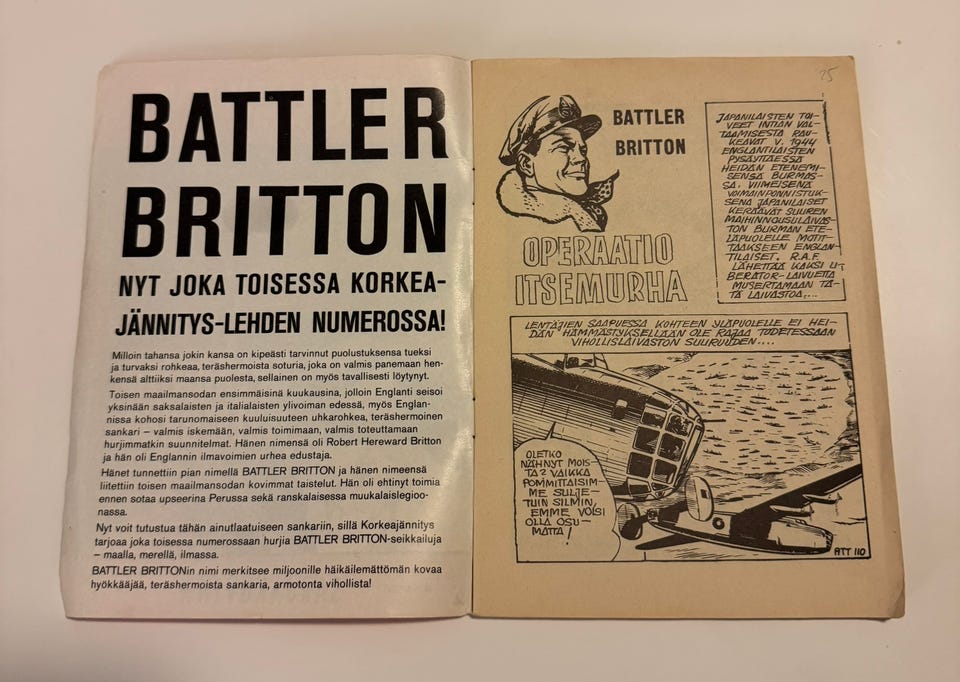 BATTLER
BRITTON
NYT JOKA TOISESSA KORKEA-
JÄNNITYS-LEHDEN NUMEROSSA!
Milloin tahansa jokin kansa on kipeästi tarvinnut puolustuksensa tueksi
ja turvaksi rohkeaa, teräshermoista soturia, joka on valmis panemaan hen-
kensä alttiiksi maansa puolesta, sellainen on myös tavallisesti löytynyt.
Toisen maailmansodan ensimmäisinä kuukausina, jolloin Englanti seisoi
yksinään saksalaisten ja italialaisten ylivoiman edessä, myös Englan-
nissa kohosi tarunomaiseen kuuluisuuteen uhkarohkea, teräshermoinen
sankari – valmis iskemään, valmis toimimaan, valmis toteuttamaan
hurjimmatkin suunnitelmat. Hänen nimensä oli Robert Hereward Britton
ja hän oli Englannin ilmavoimien urhea edustaja.
Hänet tunnettiin pian nimellä BATTLER BRITTON ja hänen nimeensä
liitettiin toisen maailmansodan kovimmat taistelut. Hän oli ehtinyt toimia
ennen sotaa upseerina Perussa sekä ranskalaisessa muukalaislegioo-
nassa.
Nyt voit tutustua tähän ainutlaatuiseen sankariin, sillä Korkeajännitys
tarjoaa joka toisessa numerossaan hurjia BATTLER BRITTON-seikkailuja
– maalla, merellä, ilmassa.
BATTLER BRITTONin nimi merkitsee miljoonille häikäilemättömän kovaa
hyökkääjää, teräshermoista sankaria, armotonta vihollista!
25
BATTLER
BRITTON
OPERAATIO
ITSEMURHA
JAPANILAISTEN TOI-
VEET INTIAN VAL-
TAAMISESTA RAU-
KEAVAT V. 1944
ENGLANTILAISTEN
PYSÄYTTÄESSÄ
HEIDÄN ETENEMI-
SENSÄ BURMAS-
SA. VIIMEISENÄ
VOIMAINPONNISTUK-
SENA JAPANILAISET
KERÄÄVÄT SUUREN
MAIHINNOUSULAIVAS-
TON BURMAN ETE-
LÄPUOLELLE MOTIT-
TAAKSEEN ENGLAN-
TILAISET. R.A.F.
LÄHETTÄÄ KAKSI LI-
BERATOR-LAIVUETTA
MUSERTAMAAN TÄ-
TÄ LAIVASTOA....
LENTÄJIEN SAAPUESSA KOHTEEN YLÄPUOLELLE EI HEI-
DÄN HÄMMÄSTYKSELLÄÄN OLE RAJAA TODETESSAAN
VIHOLLISLAIVASTON SUURUUDEN....
OLETKO
NÄHNYT MOIS-
TA? VAIKKA
POMMITTAISIM-
ME SULJE-
TUIN SILMIN,
EMME VOISI
OLLA OSU-
MATTA!
ATT 110